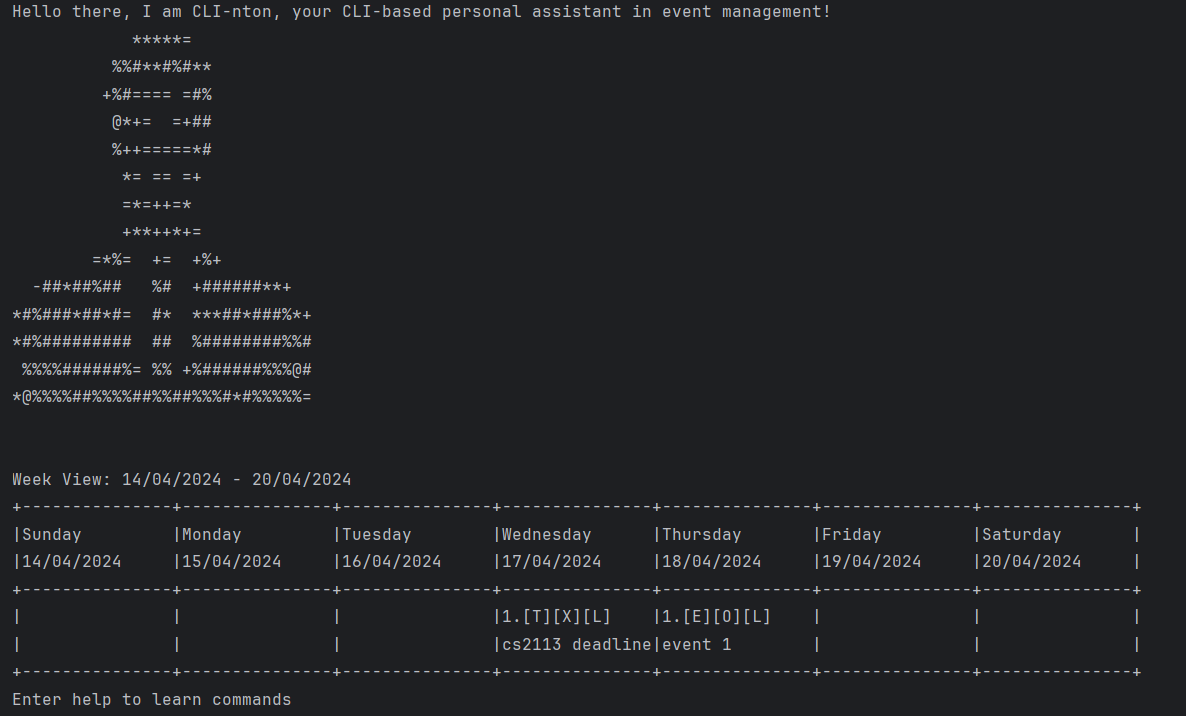 Hello there, I am CLI-nton, your CLI-based personal assistant in event management!
            *****=
          %%#**#%#**
         +%#==== =#%
          @*+=  =+##
          %++=====*#
           *= == =+
           =*=++=*
           +**++*+=
        =*%=  +=  +%+
  -##*##%##   %#  +######**+
*#%###*##*#=  #*  ***##*###%*+
*#%#########  ##  %########%%#
 %%%%######%= %% +%######%%%@#
*@%%%%##%%%%##%%##%%%#*#%%%%%=
Week View: 14/04/2024 - 20/04/2024
+---------------+---------------+---------------+---------------+---------------+---------------+---------------+
|Sunday         |Monday         |Tuesday        |Wednesday      |Thursday       |Friday         |Saturday       |
|14/04/2024     |15/04/2024     |16/04/2024     |17/04/2024     |18/04/2024     |19/04/2024     |20/04/2024     |
+---------------+---------------+---------------+---------------+---------------+---------------+---------------+
|               |               |               |1.[T][X][L]    |1.[E][O][L]    |               |               |
|               |               |               |cs2113 deadline|event 1        |               |               |
+---------------+---------------+---------------+---------------+---------------+---------------+---------------+
Enter help to learn commands